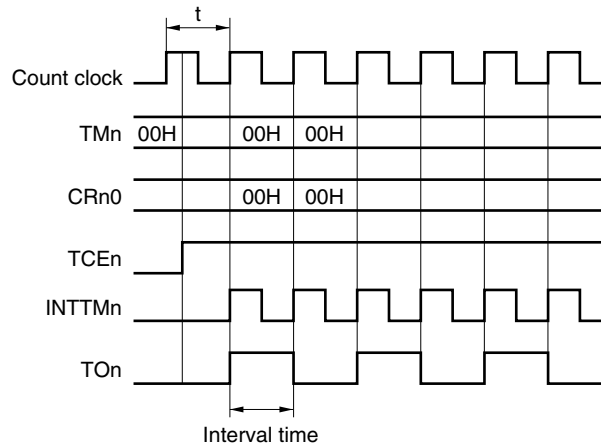 t
Count clock
TMn 00H 00H 00H
CRn0 00H 00H
TCEn
INTTMn
TOn
Interval time